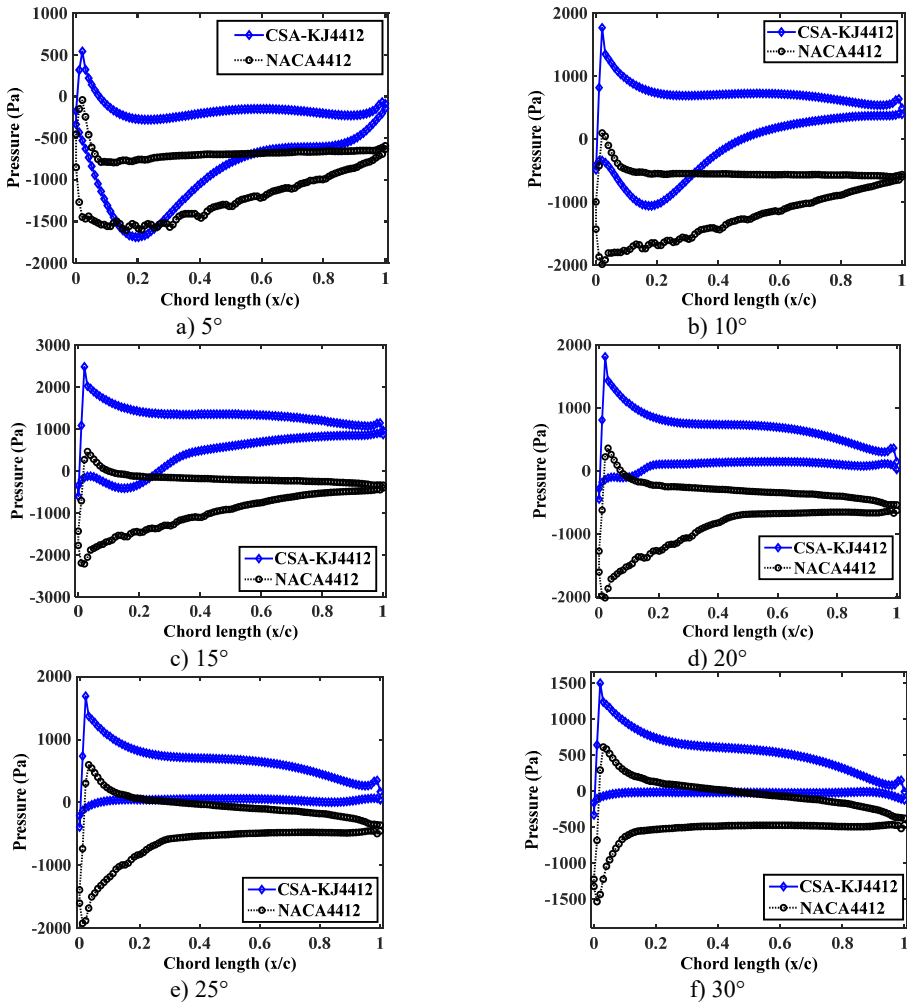 1000
500
0
-500
-1000
-1500
-2000
Pressure (Pa)
CSA-KJ4412
NACA4412
0 0.2 0.4 0.6 0.8 1
Chord length (x/c)
a) 5°
2000
1000
0
-1000
-2000
Pressure (Pa)
CSA-KJ4412
NACA4412
0 0.2 0.4 0.6 0.8 1
Chord length (x/c)
b) 10°
3000
2000
1000
0
-1000
-2000
-3000
Pressure (Pa)
CSA-KJ4412
NACA4412
0 0.2 0.4 0.6 0.8 1
Chord length (x/c)
c) 15°
2000
1000
0
-1000
-2000
Pressure (Pa)
CSA-KJ4412
NACA4412
0 0.2 0.4 0.6 0.8 1
Chord length (x/c)
d) 20°
2000
1000
0
-1000
-2000
Pressure (Pa)
CSA-KJ4412
NACA4412
0 0.2 0.4 0.6 0.8 1
Chord length (x/c)
e) 25°
1500
1000
500
0
-500
-1000
-1500
Pressure (Pa)
CSA-KJ4412
NACA4412
0 0.2 0.4 0.6 0.8 1
Chord length (x/c)
f) 30°